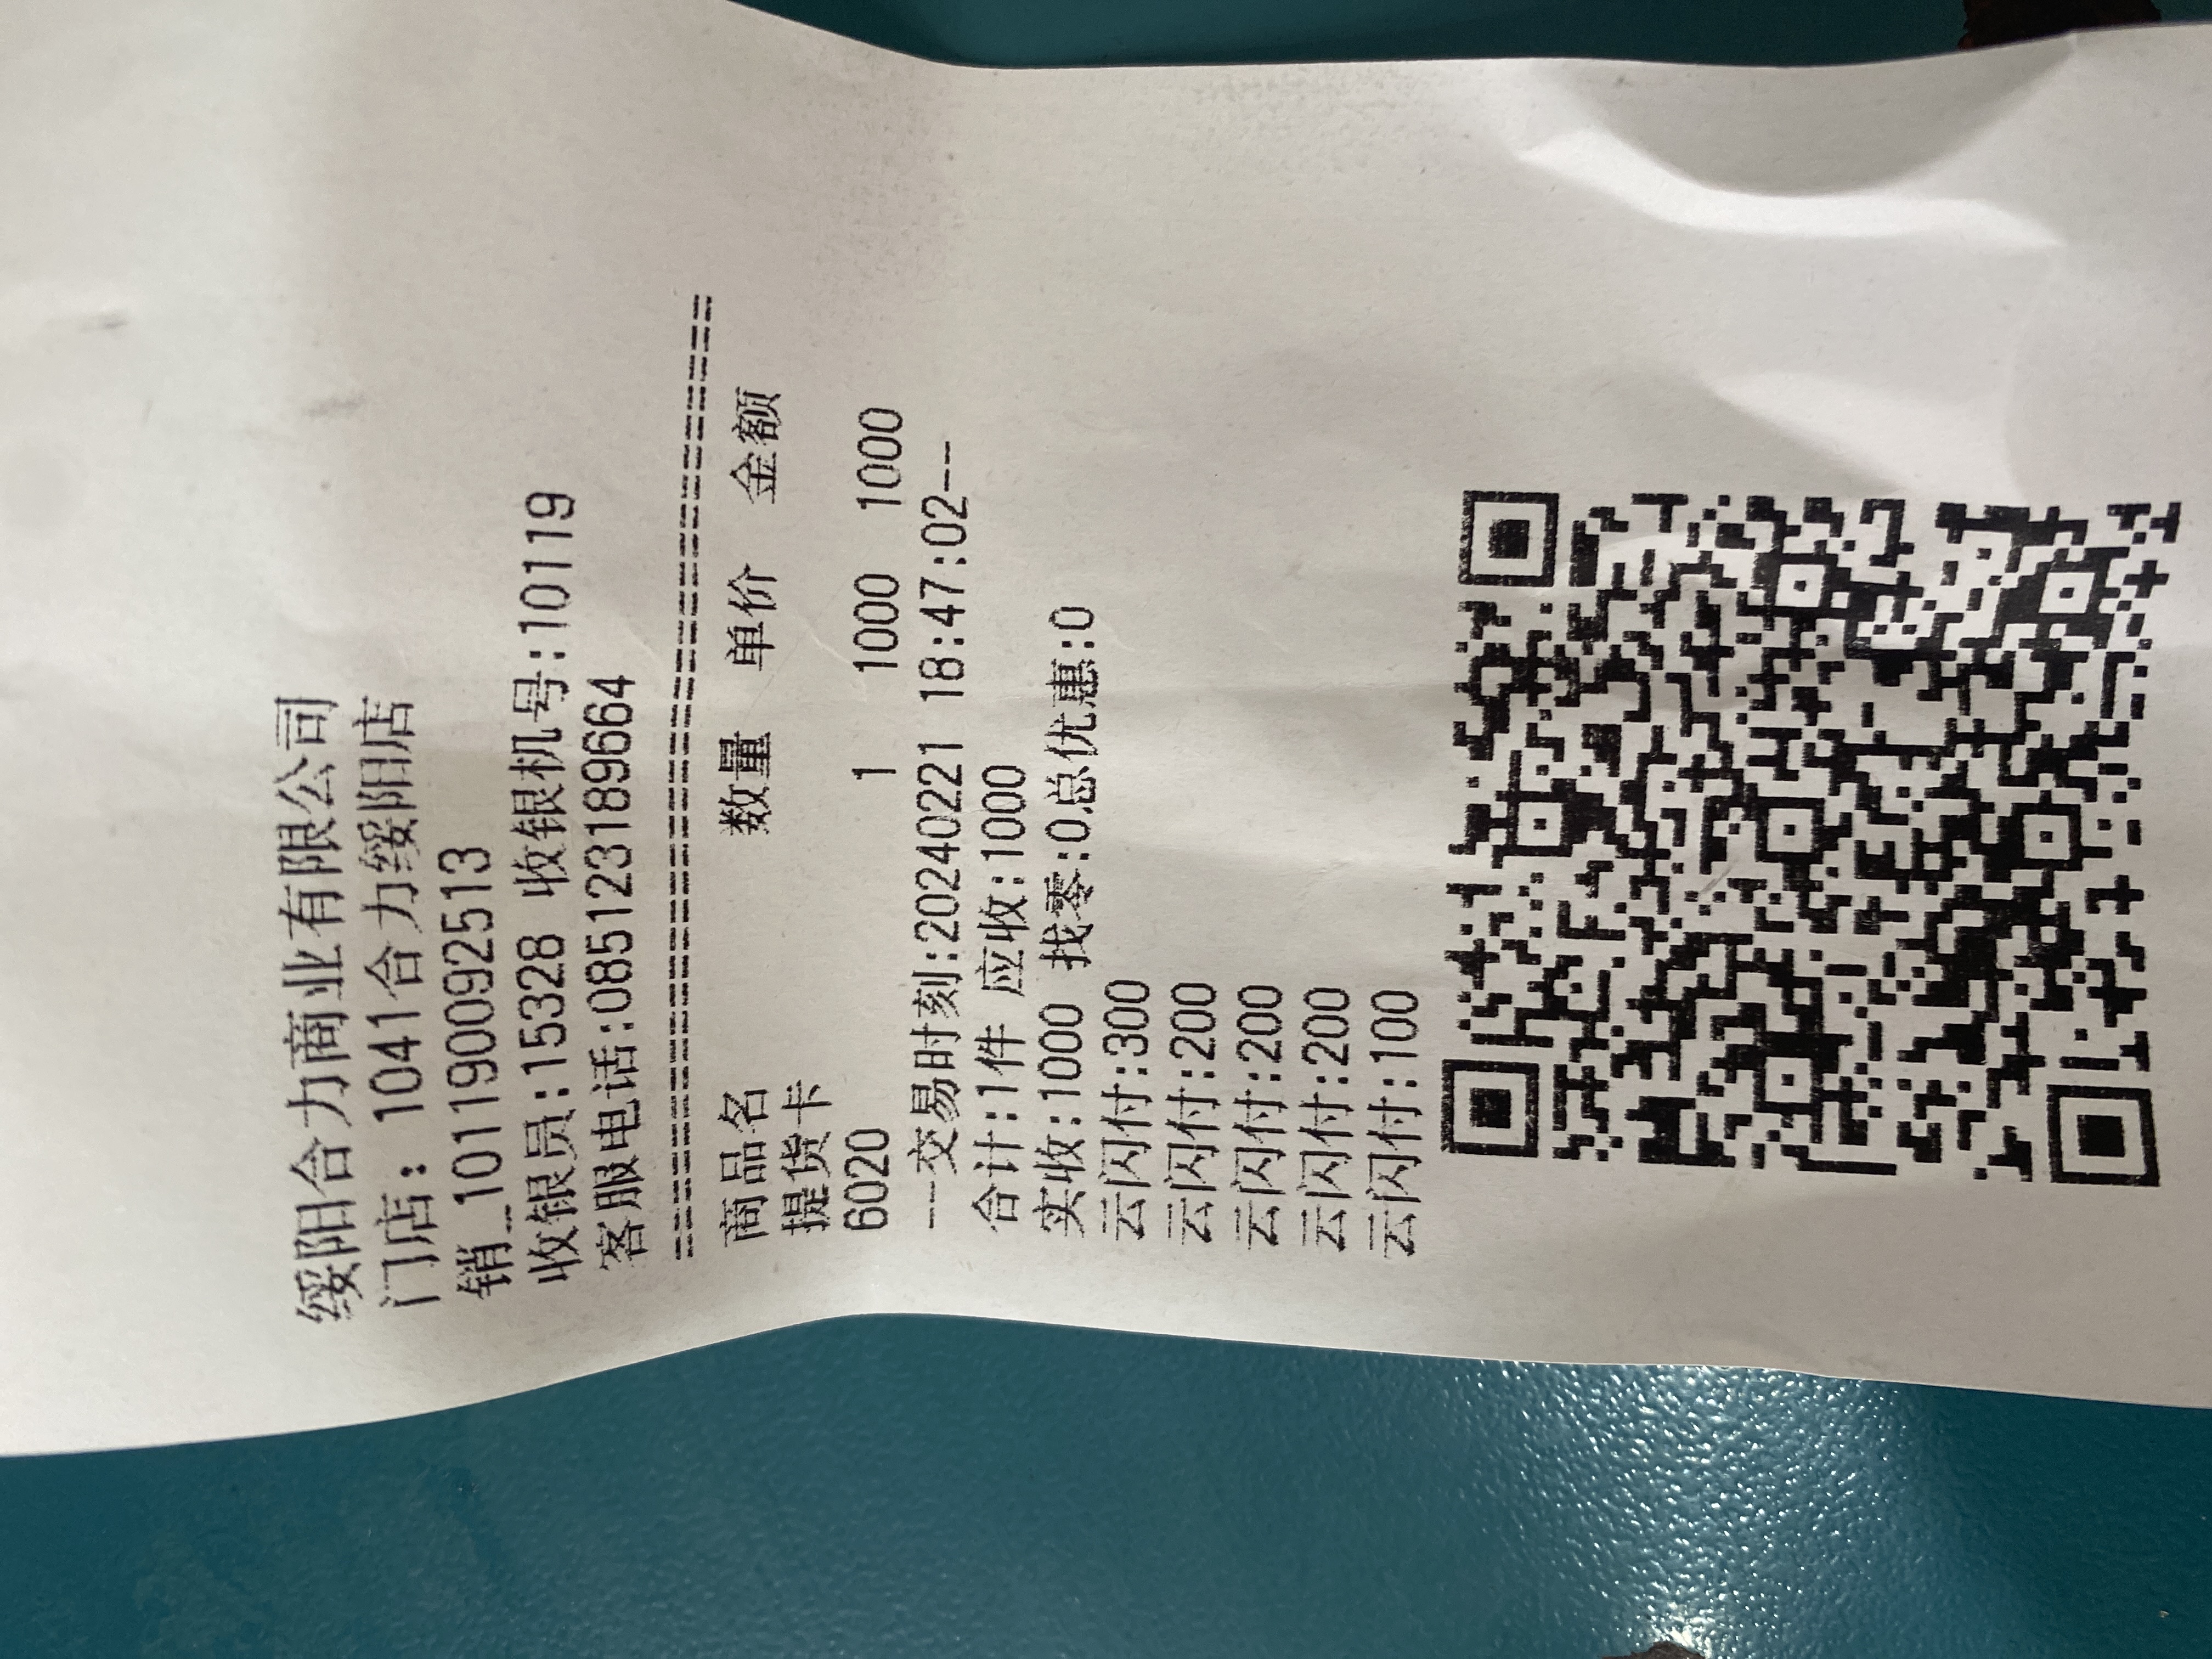 绥阳合力商业有限公司
门店: 1041合力绥阳店
销_101190092513
收银员:15328 收银机号:10119
客服电话:085123189664
================================
商品名 数量 单价 金额
提货卡
6020 1 1000 1000
--交易时刻:20240221 18:47:02--
合计:1件 应收:1000
实收:1000 找零:0总优惠:0
云闪付:300
云闪付:200
云闪付:200
云闪付:200
云闪付:100